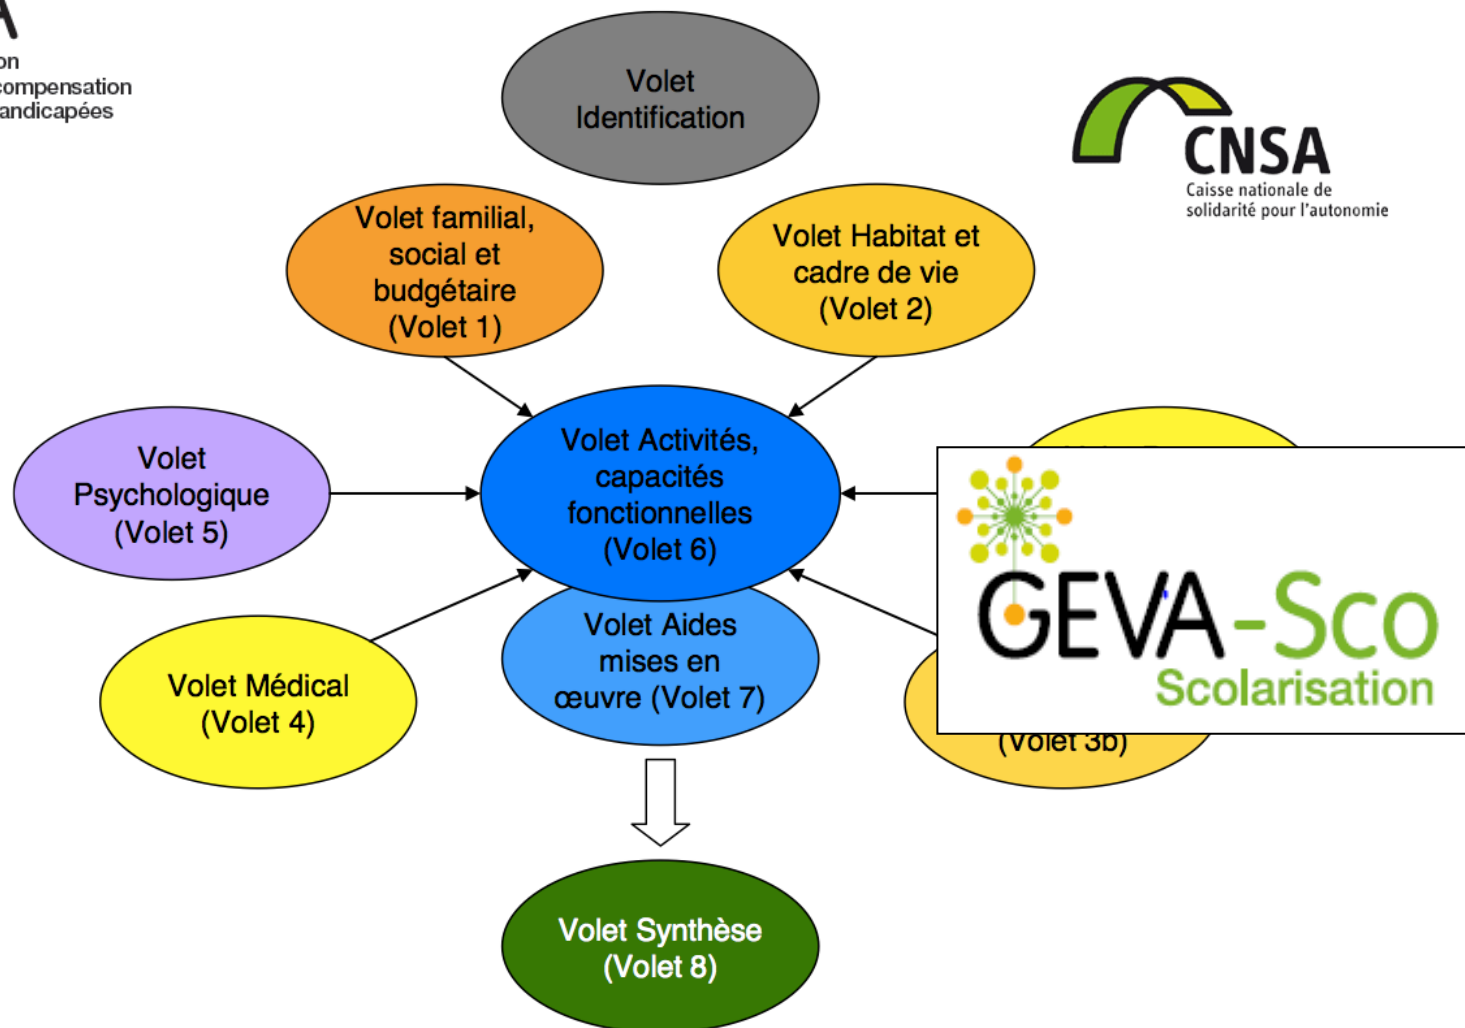 A
on
compensation
andicapées
Volet
Identification
CNSA
Caisse nationale de
solidarité pour l'autonomie
Volet familial,
social et
budgétaire
(Volet 1)
Volet Habitat et
cadre de vie
(Volet 2)
Volet
Psychologique
(Volet 5)
Volet Activités,
capacités
fonctionnelles
(Volet 6)
GEVA-Sco
Scolarisation
Volet Médical
(Volet 4)
Volet Aides
mises en
œuvre (Volet 7)
(Volet 3b)
Volet Synthèse
(Volet 8)